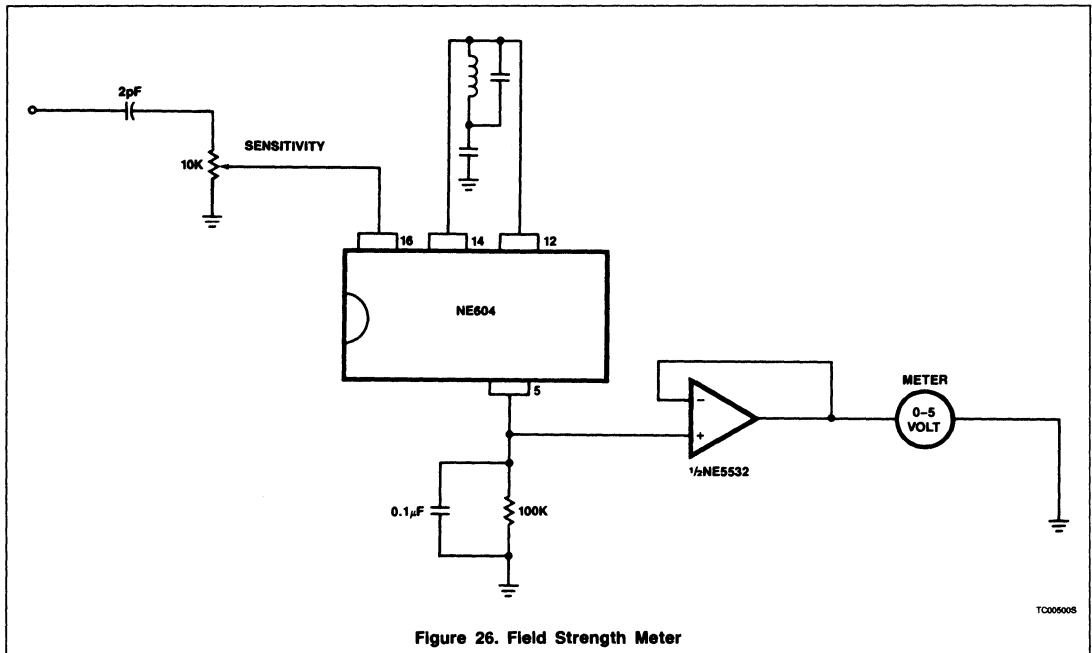 2pF
10K
SENSITIVITY
16
14
12
NE604
5
METER
0–5
VOLT
1/2NE5532
0.1μF
100K
TC00500S
Figure 26. Field Strength Meter